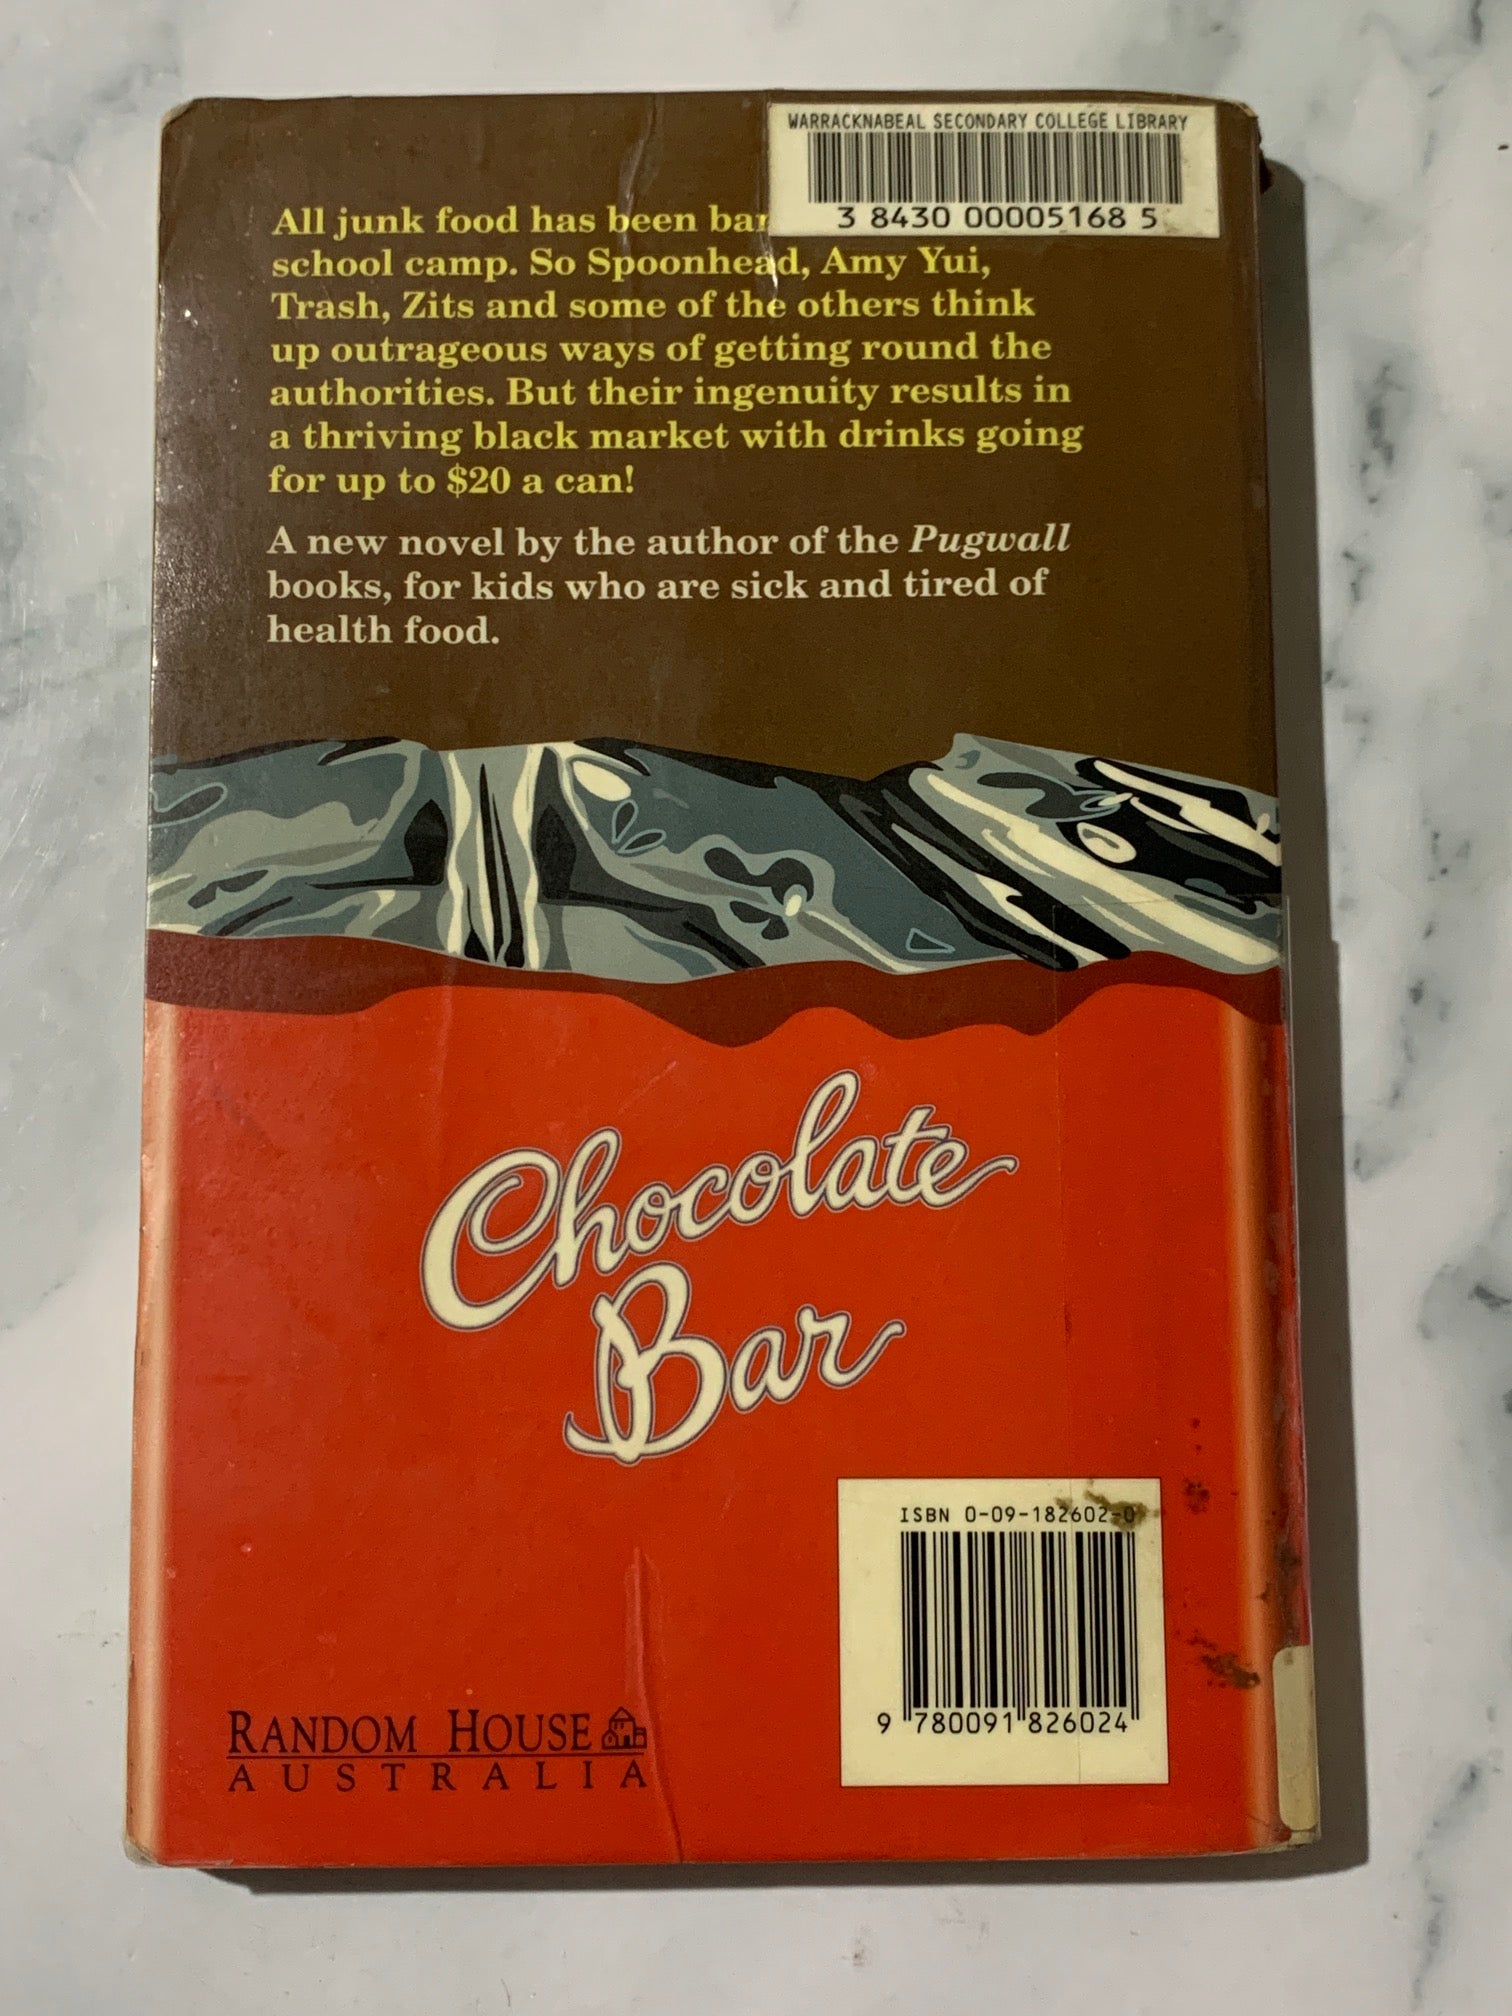 WARRACKNABEAL SECONDARY COLLEGE LIBRARY
3 8430 00005168 5
All junk food has been
school camp. So Spoonhead, Amy Yui,
Trash, Zits and some of the others think
up outrageous ways of getting round the
authorities. But their ingenuity results in
a thriving black market with drinks going
for up to $20 a can!
A new novel by the author of the Pugwall
books, for kids who are sick and tired of
health food.
Chocolate
Bar
ISBN 0-09-182602-0
9 780091 826024
RANDOM HOUSE
AUSTRALIA